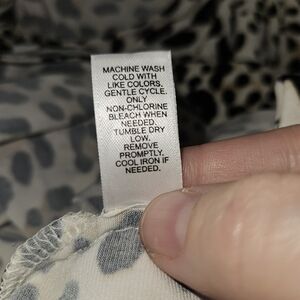 MACHINE WASH
COLD WITH
LIKE COLORS,
GENTLE CYCLE.
ONLY
NON-CHLORINE
BLEACH WHEN
NEEDED.
TUMBLE DRY
LOW.
REMOVE
PROMPTLY.
COOL IRON IF
NEEDED.